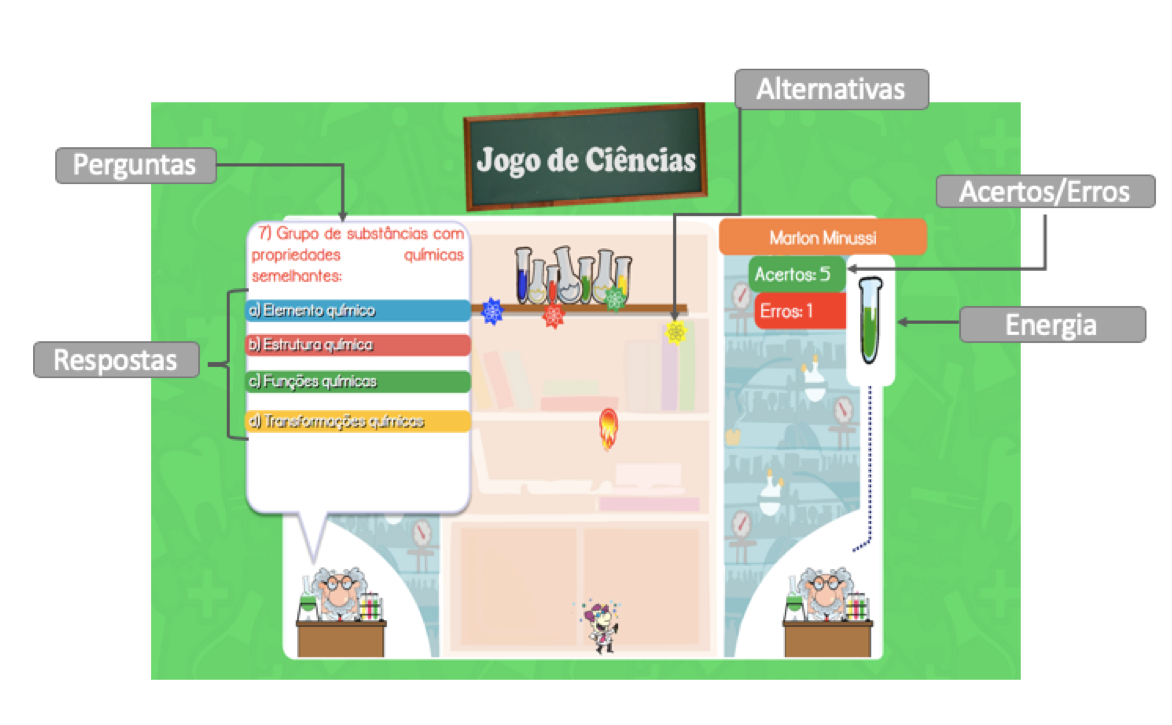 Alternativas
Jogo de Ciências
Perguntas
Acertos/Erros
7) Grupo de substâncias com
propriedades químicas
semelhantes:
Marlon Minussi
Acertos: 5
a) Elemento químico
Erros: 1
Energia
b) Estrutura química
Respostas
c) Funções químicas
d) Transformações químicas